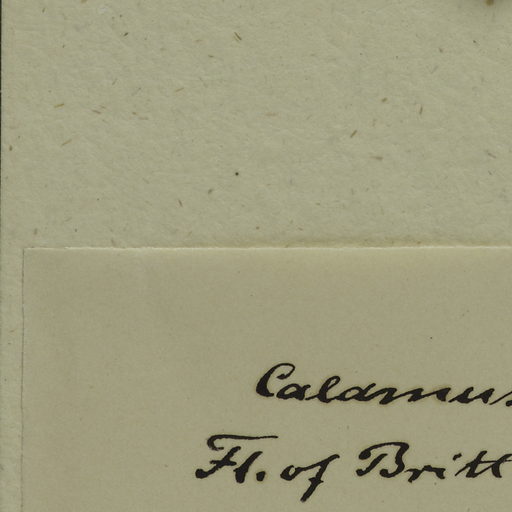 Calamus
Fl. of Britt